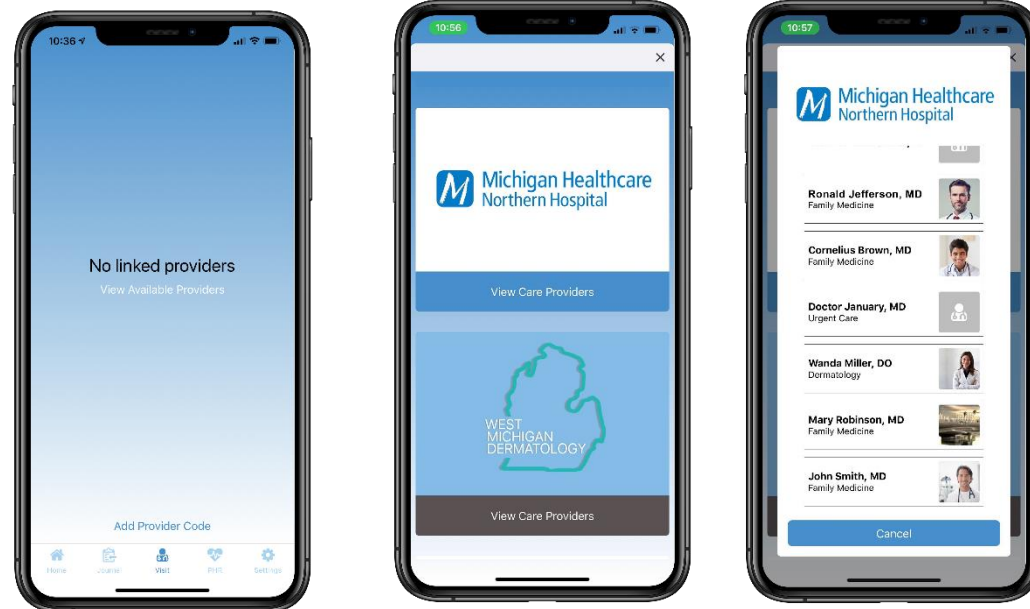 10:36
No linked providers
View Available Providers
Add Provider Code
Home
Journal
Visit
PHR
Settings
10:56
×
M
Michigan Healthcare
Northern Hospital
View Care Providers
WEST
MICHIGAN
DERMATOLOGY
View Care Providers
10:57
M
Michigan Healthcare
Northern Hospital
Ronald Jefferson, MD
Family Medicine
Cornelius Brown, MD
Family Medicine
Doctor January, MD
Urgent Care
Wanda Miller, DO
Dermatology
Mary Robinson, MD
Family Medicine
John Smith, MD
Family Medicine
Cancel